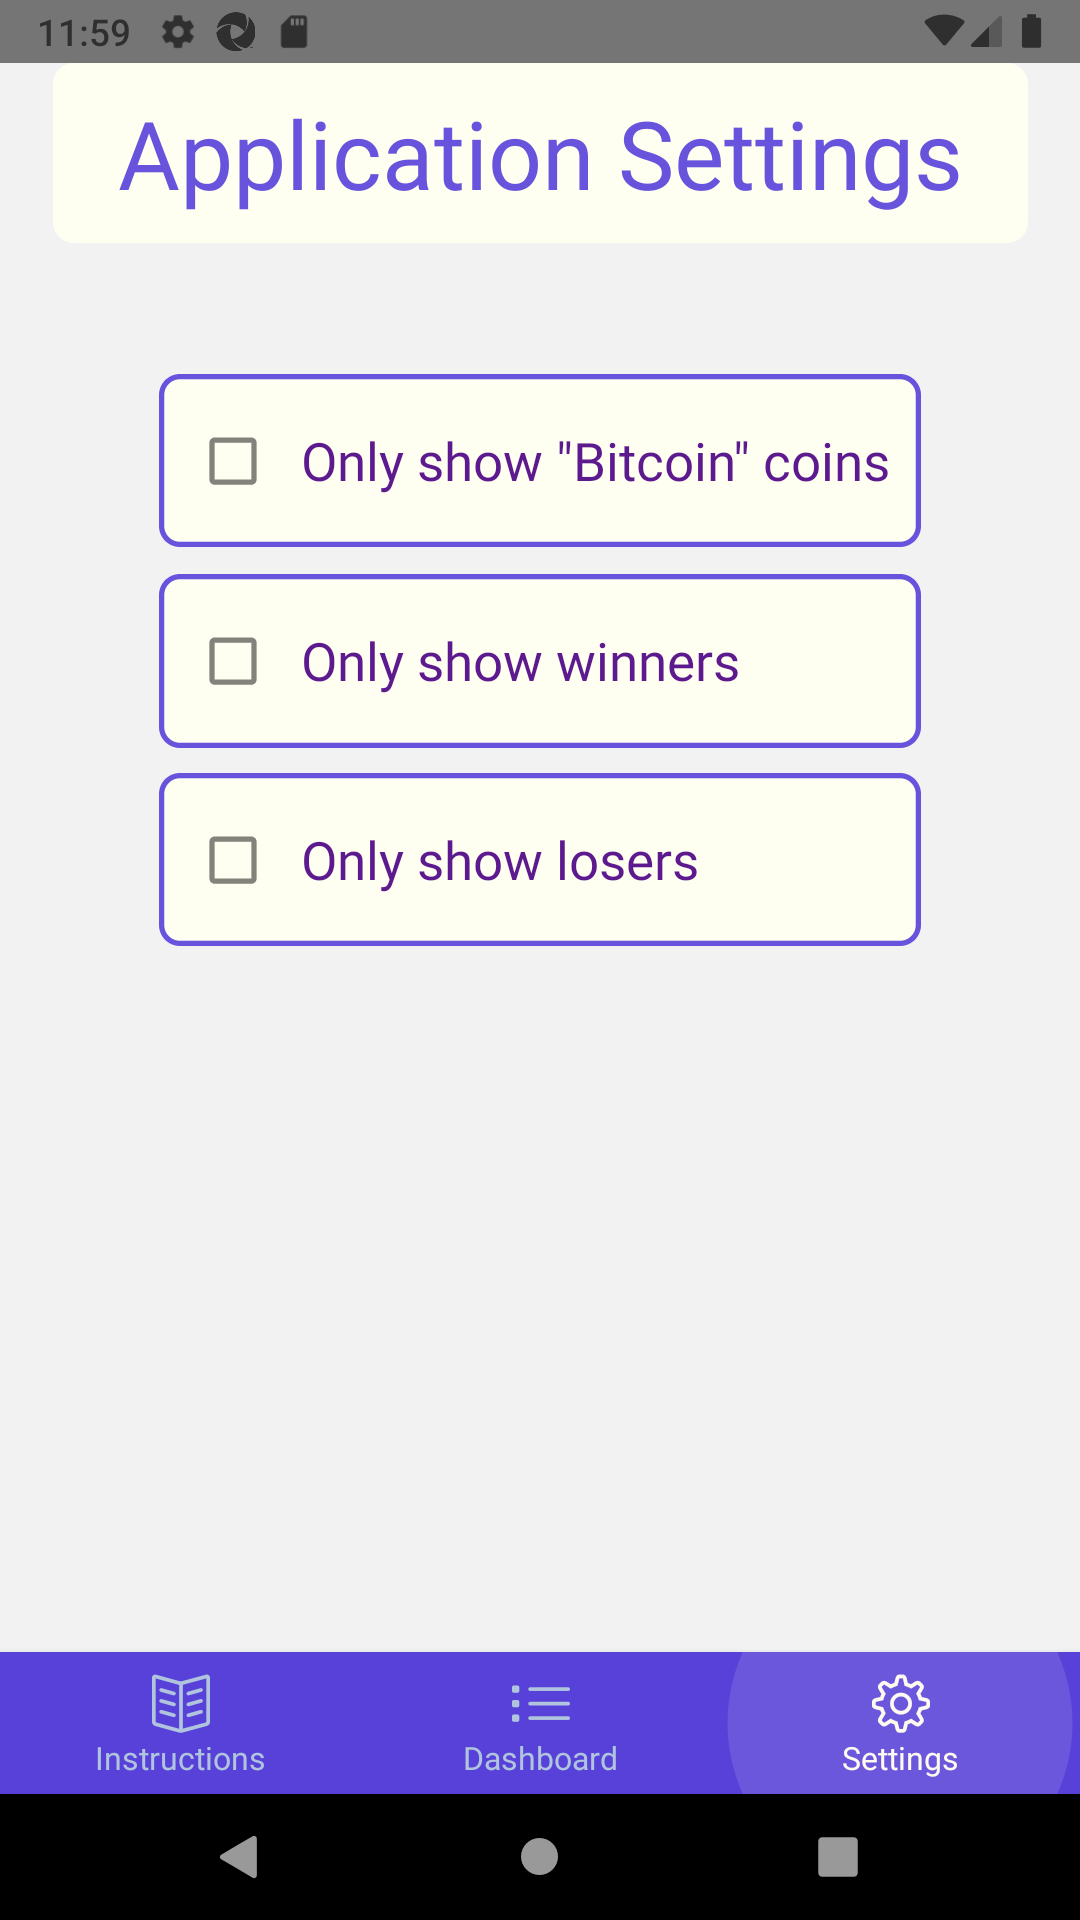 11:59
Application Settings
Only show "Bitcoin" coins
Only show winners
Only show losers
Instructions
Dashboard
Settings